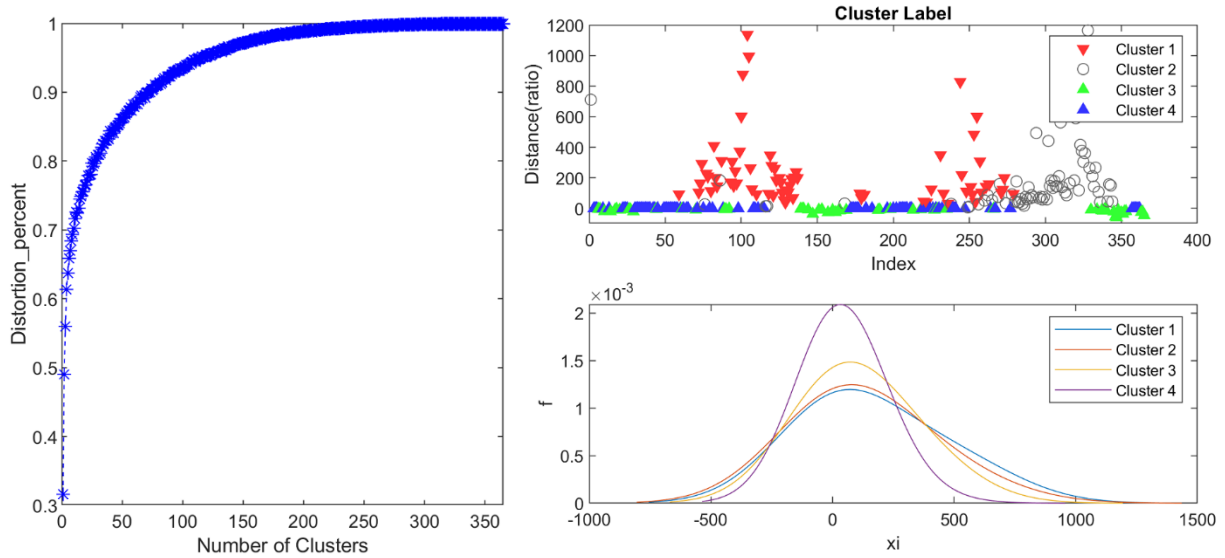 1
0.9
0.8
0.7
0.6
0.5
0.4
0.3
Distortion_percent
0 50 100 150 200 250 300 350
Number of Clusters
Cluster Label
1200
1000
800
600
400
200
0
Distance(ratio)
Cluster 1
Cluster 2
Cluster 3
Cluster 4
0 50 100 150 200 250 300 350 400
Index
×10-3
2
1.5
1
0.5
0
f
Cluster 1
Cluster 2
Cluster 3
Cluster 4
-1000 -500 0 500 1000 1500
xi